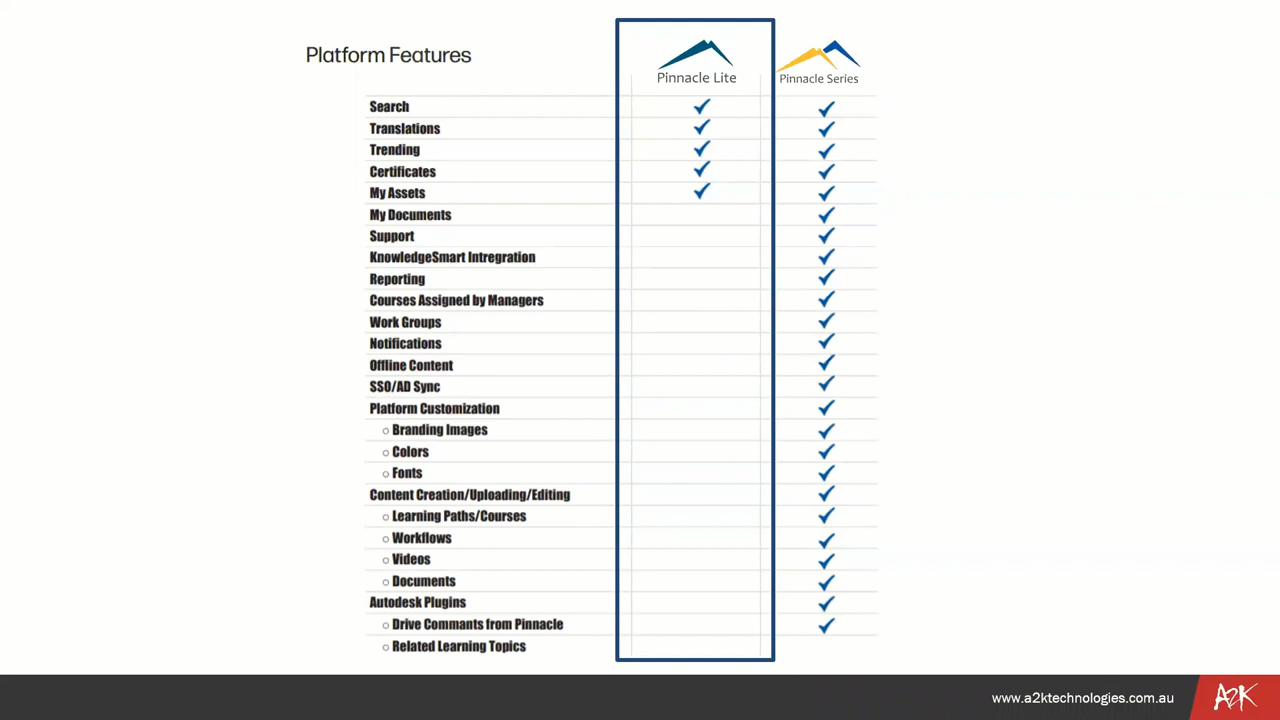 Platform Features
Pinnacle Lite
Pinnacle Series
Search
Translations
Trending
Certificates
My Assets
My Documents
Support
KnowledgeSmart Intregration
Reporting
Courses Assigned by Managers
Work Groups
Notifications
Offline Content
SSO/AD Sync
Platform Customization
Branding Images
Colors
Fonts
Content Creation/Uploading/Editing
Learning Paths/Courses
Workflows
Videos
Documents
Autodesk Plugins
Drive Commants from Pinnacle
Related Learning Topics
www.a2ktechnologies.com.au
A2K